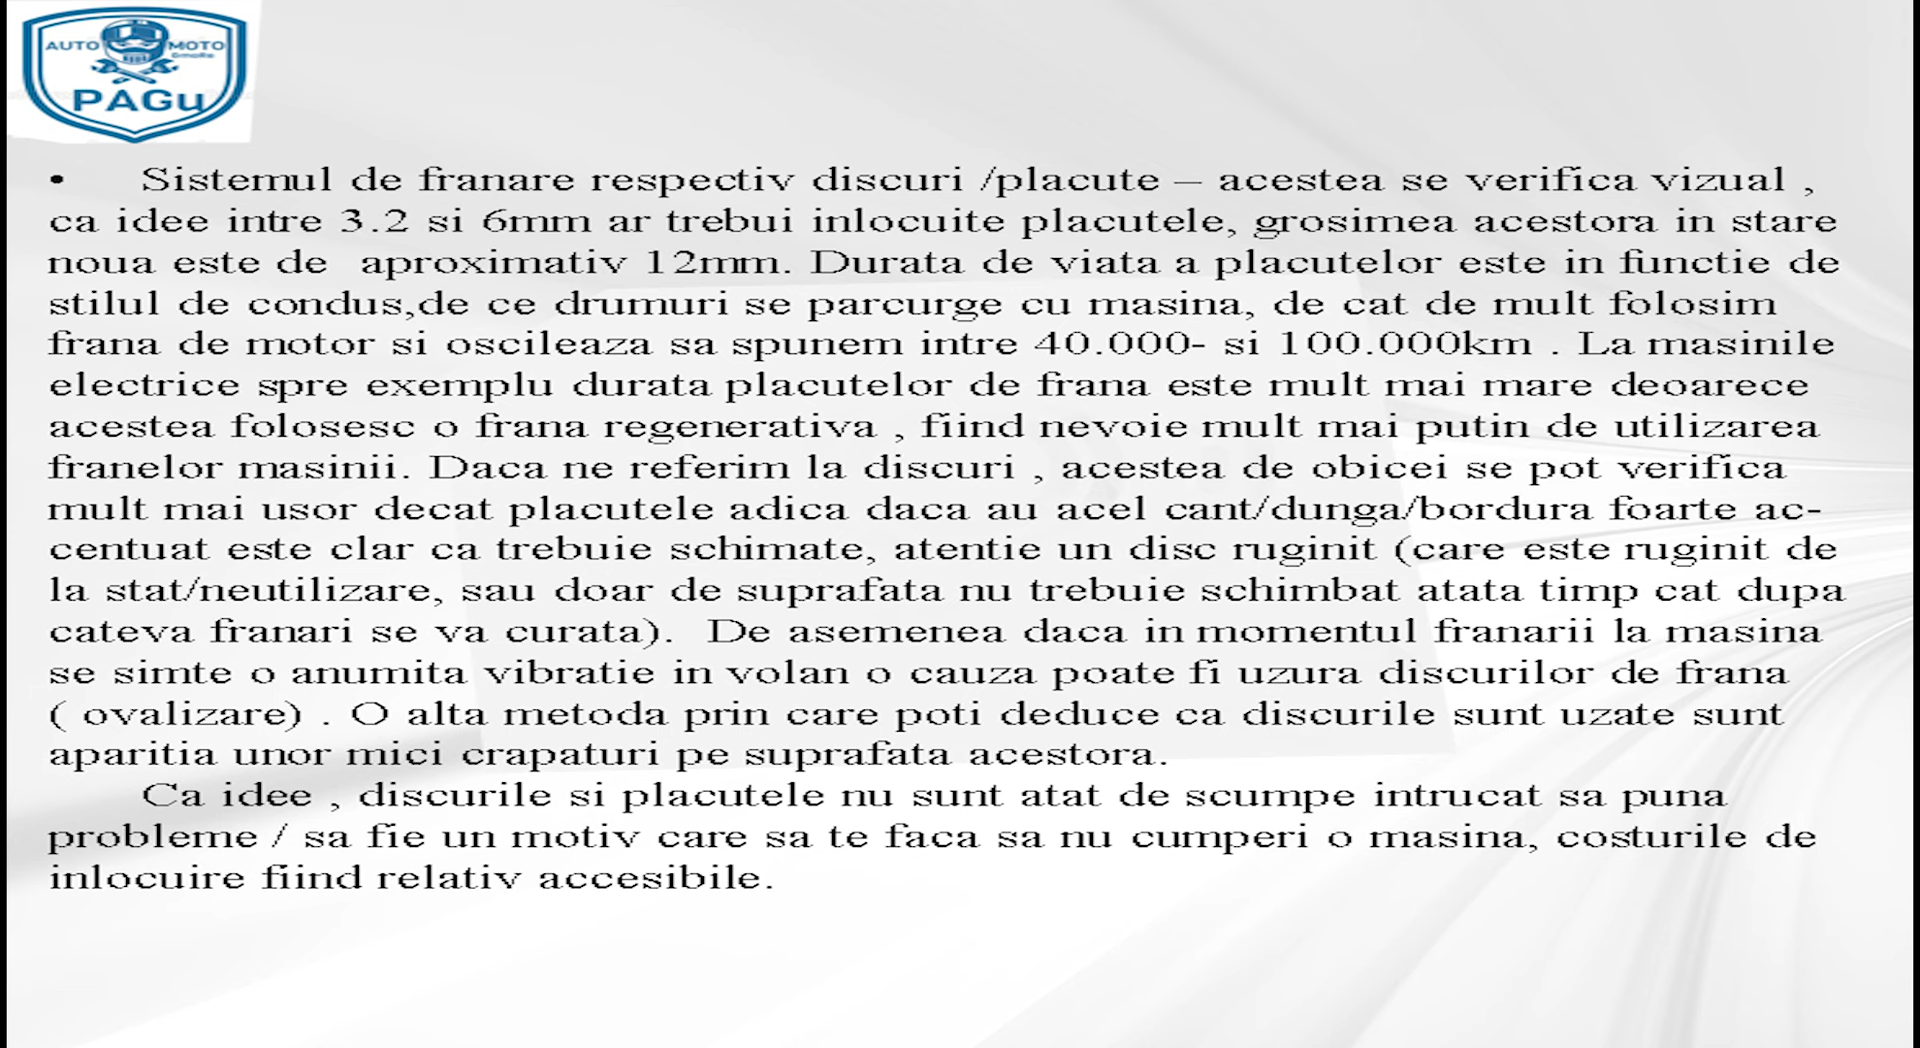 AUTO MOTO
PAGu
• Sistemul de franare respectiv discuri /placute – acestea se verifica vizual ,
ca idee intre 3.2 si 6mm ar trebui inlocuite placutele, grosimea acestora in stare
noua este de aproximativ 12mm. Durata de viata a placutelor este in functie de
stilul de condus,de ce drumuri se parcurge cu masina, de cat de mult folosim
frana de motor si oscileaza sa spunem intre 40.000- si 100.000km . La masinile
electrice spre exemplu durata placutelor de frana este mult mai mare deoarece
acestea folosesc o frana regenerativa , fiind nevoie mult mai putin de utilizarea
franelor masinii. Daca ne referim la discuri , acestea de obicei se pot verifica
mult mai usor decat placutele adica daca au acel cant/dunga/bordura foarte ac-
centuat este clar ca trebuie schimate, atentie un disc ruginit (care este ruginit de
la stat/neutilizare, sau doar de suprafata nu trebuie schimbat atata timp cat dupa
cateva franari se va curata). De asemenea daca in momentul franarii la masina
se simte o anumita vibratie in volan o cauza poate fi uzura discurilor de frana
( ovalizare) . O alta metoda prin care poti deduce ca discurile sunt uzate sunt
aparitia unor mici crapaturi pe suprafata acestora.
Ca idee , discurile si placutele nu sunt atat de scumpe intrucat sa puna
probleme / sa fie un motiv care sa te faca sa nu cumperi o masina, costurile de
inlocuire fiind relativ accesibile.